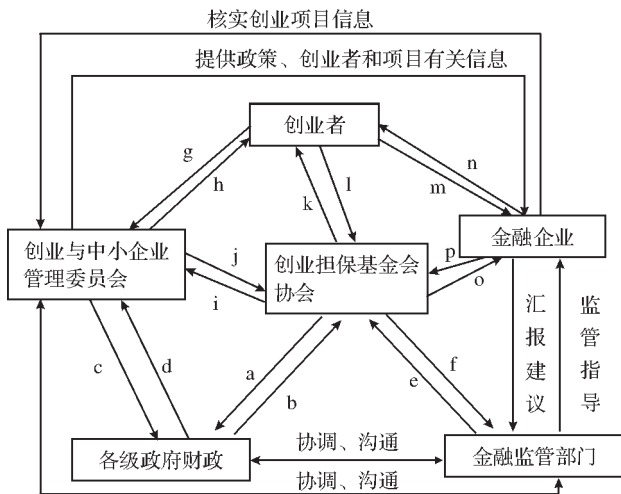 核实创业项目信息
提供政策、创业者和项目有关信息
创业者
g
h
l
k
n
m
创业与中小企业
管理委员会
j
i
创业担保基金会
协会
p
o
金融企业
c
d
a
b
e
f
汇报建议
监管指导
各级政府财政
协调、沟通
协调、沟通
金融监管部门